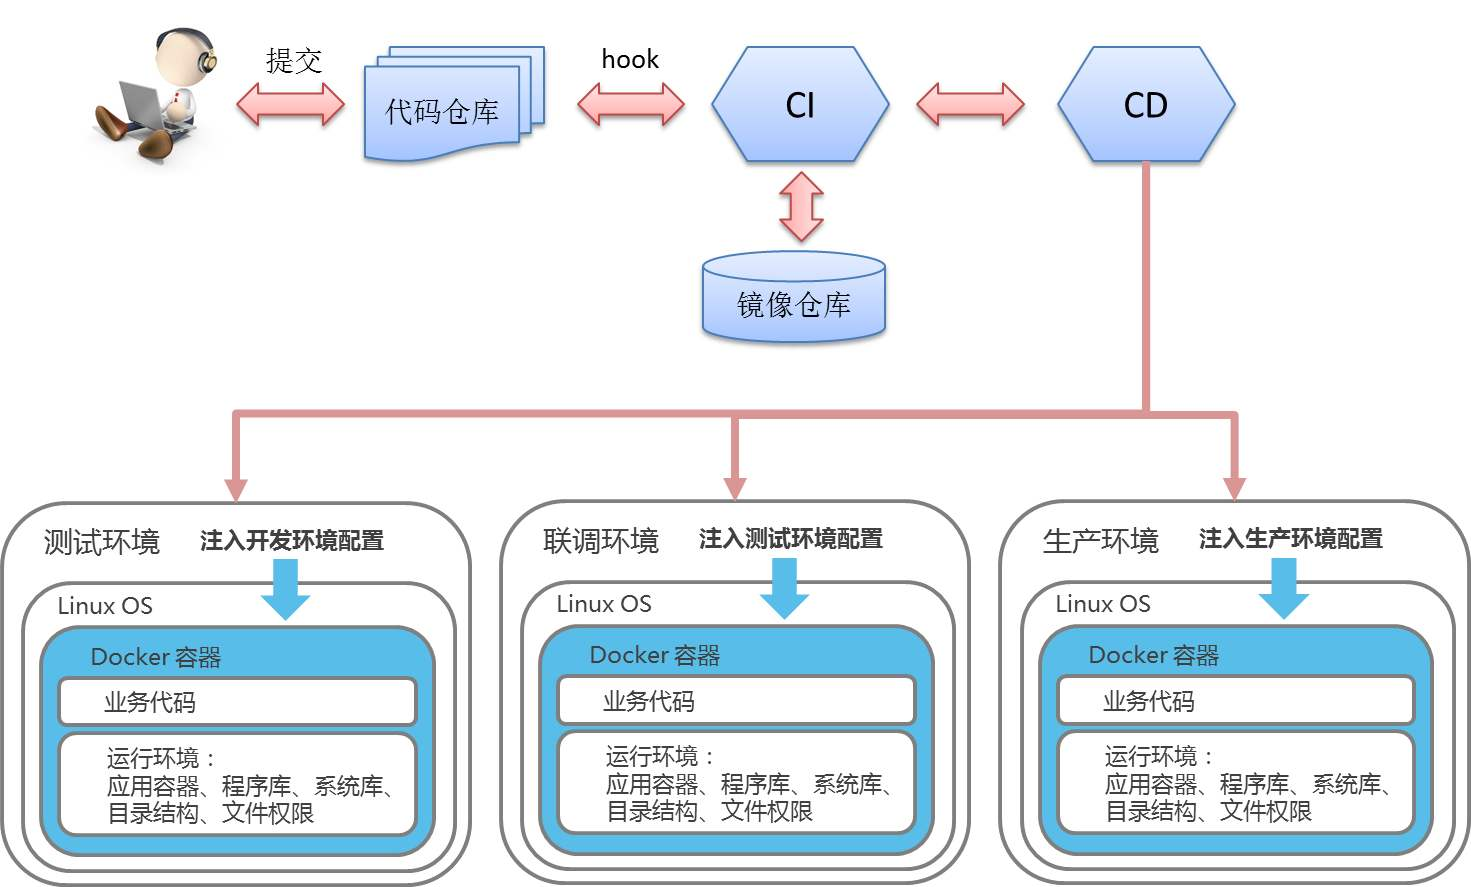 提交
代码仓库
hook
CI
CD
镜像仓库
测试环境
注入开发环境配置
Linux OS
Docker 容器
业务代码
运行环境：
应用容器、程序库、系统库、
目录结构、文件权限
联调环境
注入测试环境配置
Linux OS
Docker 容器
业务代码
运行环境：
应用容器、程序库、系统库、
目录结构、文件权限
生产环境
注入生产环境配置
Linux OS
Docker 容器
业务代码
运行环境：
应用容器、程序库、系统库、
目录结构、文件权限